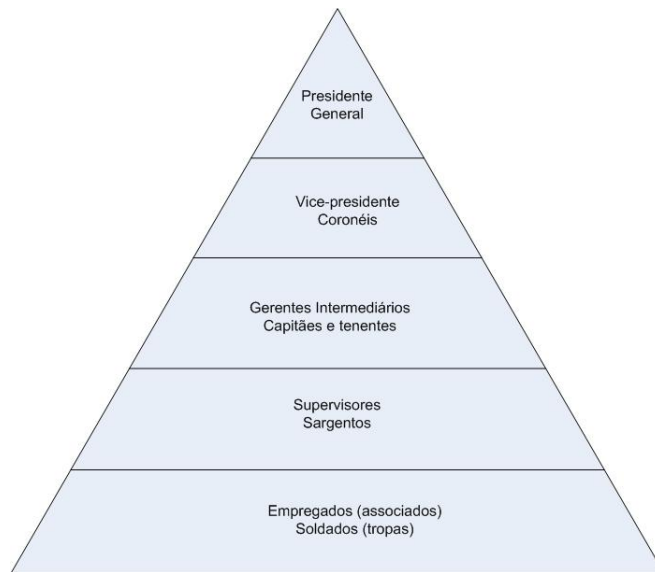 Presidente
General
Vice-presidente
Coronéis
Gerentes Intermediários
Capitães e tenentes
Supervisores
Sargentos
Empregados (associados)
Soldados (tropas)